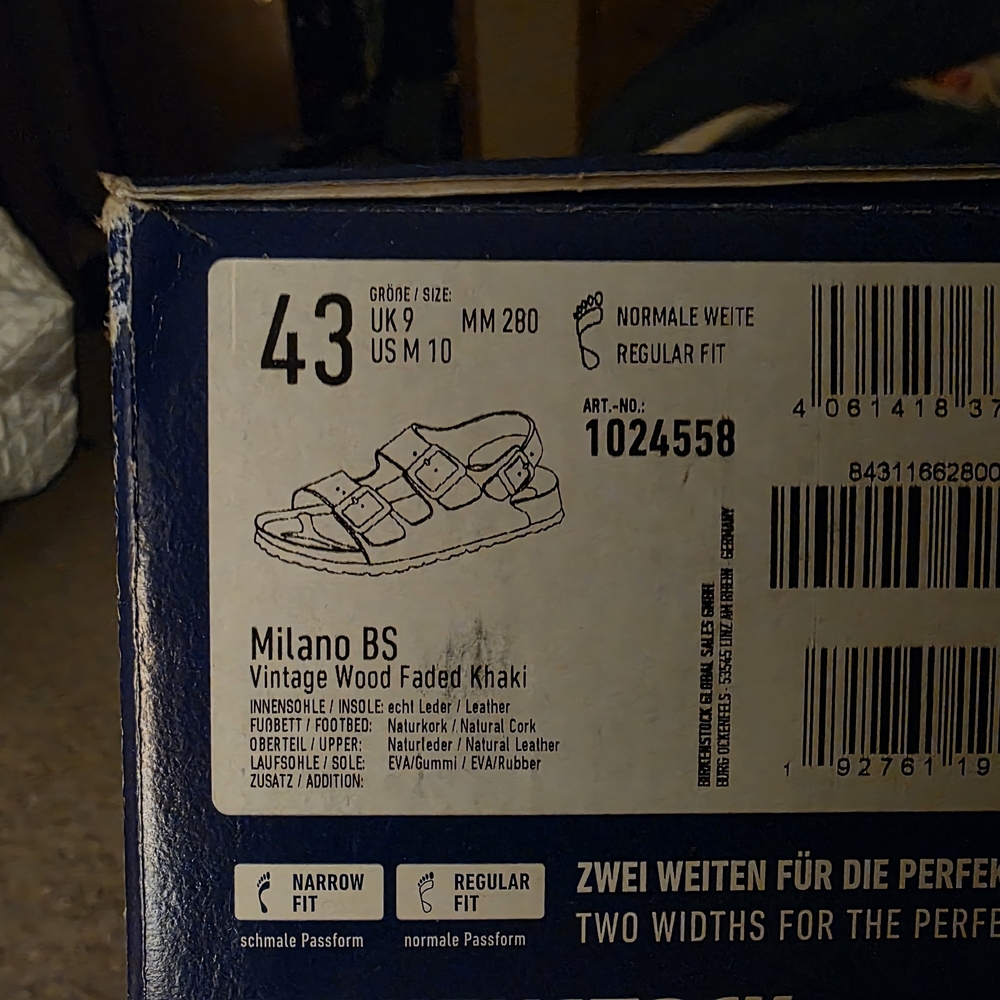 43
GRÖßE / SIZE:
UK 9 MM 280
US M 10
NORMALE WEITE
REGULAR FIT
ART.-NO.:
1024558
4 061418 37
84311662800
1 92761 19
BIRKENSTOCK GLOBAL SALES GMBH
BURG OCKENFELS - 53545 LINZ AM RHEIN - GERMANY
Milano BS
Vintage Wood Faded Khaki
INNENSOHLE / INSOLE: echt Leder / Leather
FUßBETT / FOOTBED: Naturkork / Natural Cork
OBERTEIL / UPPER: Naturleder / Natural Leather
LAUFSOHLE / SOLE: EVA/Gummi / EVA/Rubber
ZUSATZ / ADDITION:
NARROW
FIT
schmale Passform
REGULAR
FIT
normale Passform
ZWEI WEITEN FÜR DIE PERFEK
TWO WIDTHS FOR THE PERFE